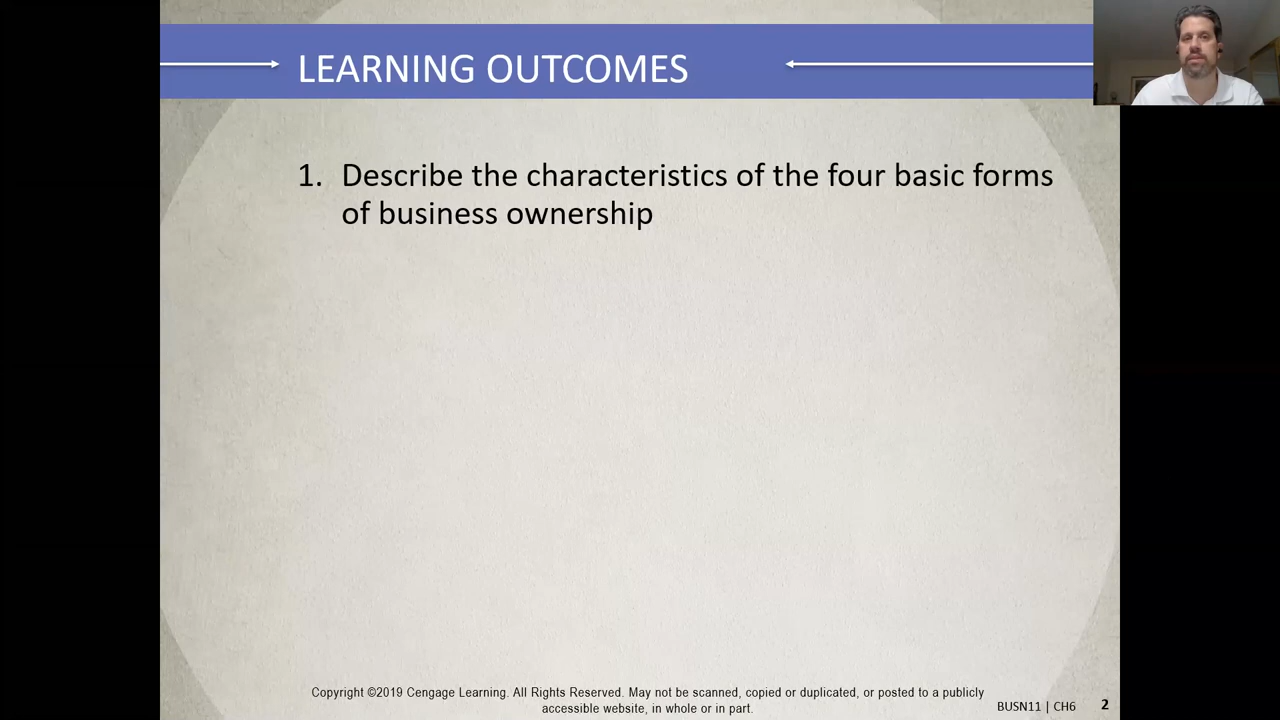 LEARNING OUTCOMES
1. Describe the characteristics of the four basic forms
of business ownership
Copyright ©2019 Cengage Learning. All Rights Reserved. May not be scanned, copied or duplicated, or posted to a publicly
accessible website, in whole or in part.
BUSN11 | CH6 2